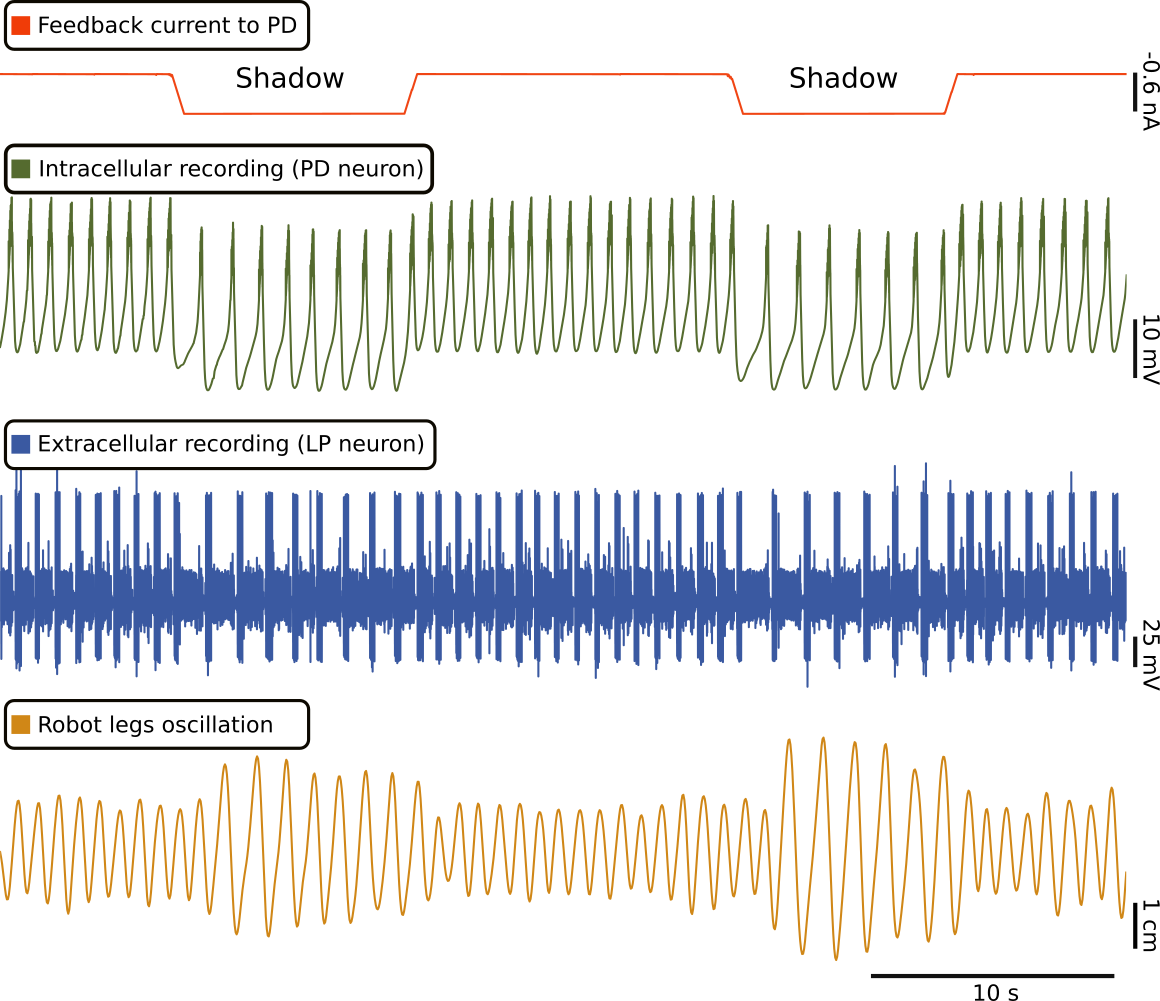 Feedback current to PD
Shadow
Shadow
-0.6 nA
Intracellular recording (PD neuron)
10 mV
Extracellular recording (LP neuron)
25 mV
Robot legs oscillation
1 cm
10 s